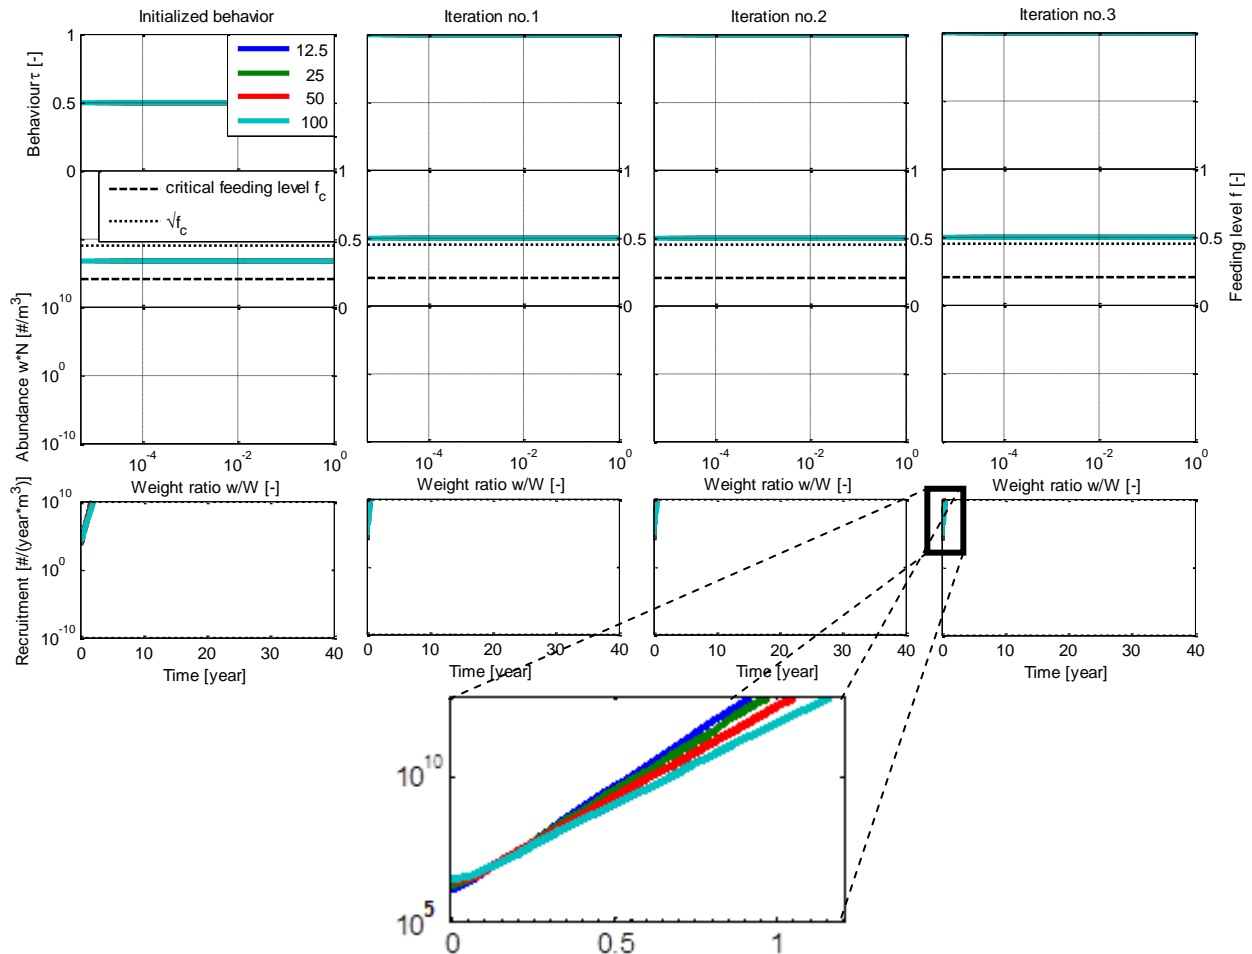 Initialized behavior
Iteration no.1
Iteration no.2
Iteration no.3
Behaviour τ [-]
1
0.5
0
12.5
25
50
100
critical feeding level f_c
√f_c
1
0.5
0
1
0.5
0
1
0.5
0
1
0.5
0
Feeding level f [-]
Abundance w*N [#/m^3]
10^10
10^0
10^-10
10^-4 10^-2 10^0
10^-4 10^-2 10^0
10^-4 10^-2 10^0
10^-4 10^-2 10^0
Weight ratio w/W [-]
Weight ratio w/W [-]
Weight ratio w/W [-]
Weight ratio w/W [-]
Recruitment [#/(year*m^3)]
10^10
10^0
10^-10
0 10 20 30 40
0 10 20 30 40
0 10 20 30 40
0 10 20 30 40
Time [year]
Time [year]
Time [year]
Time [year]
10^10
10^5
0 0.5 1